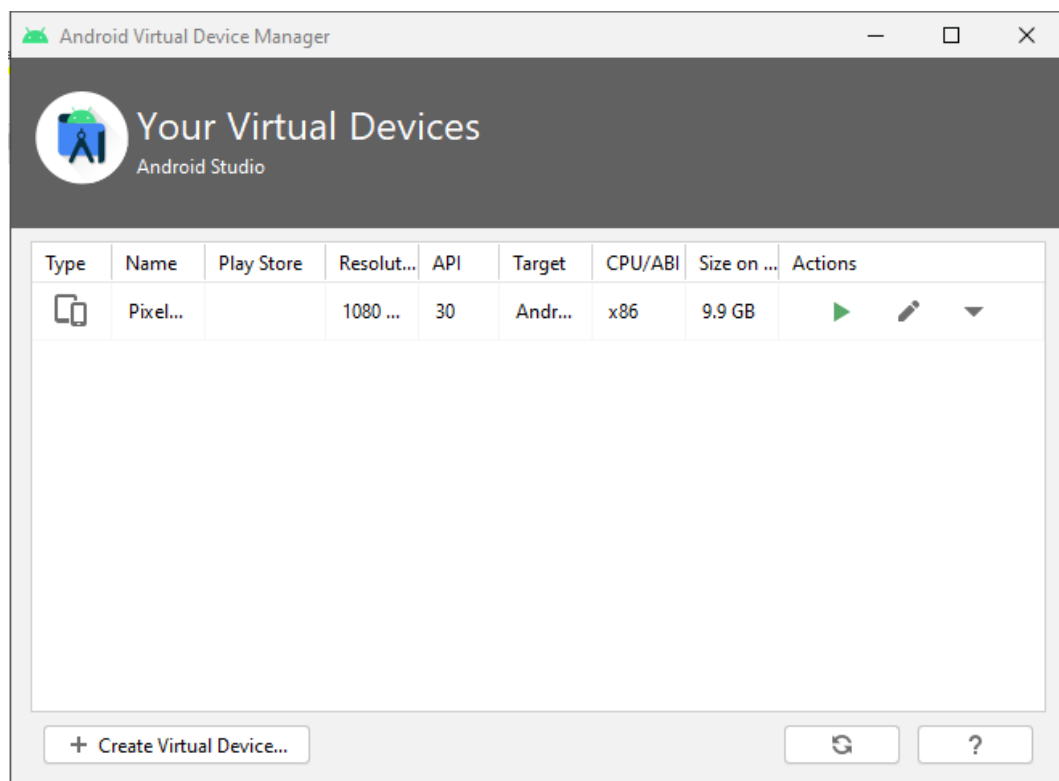 Android Virtual Device Manager
Your Virtual Devices
Android Studio
Type Name Play Store Resolut... API Target CPU/ABI Size on ... Actions
Pixel... 1080 ... 30 Andr... x86 9.9 GB
+ Create Virtual Device... ?